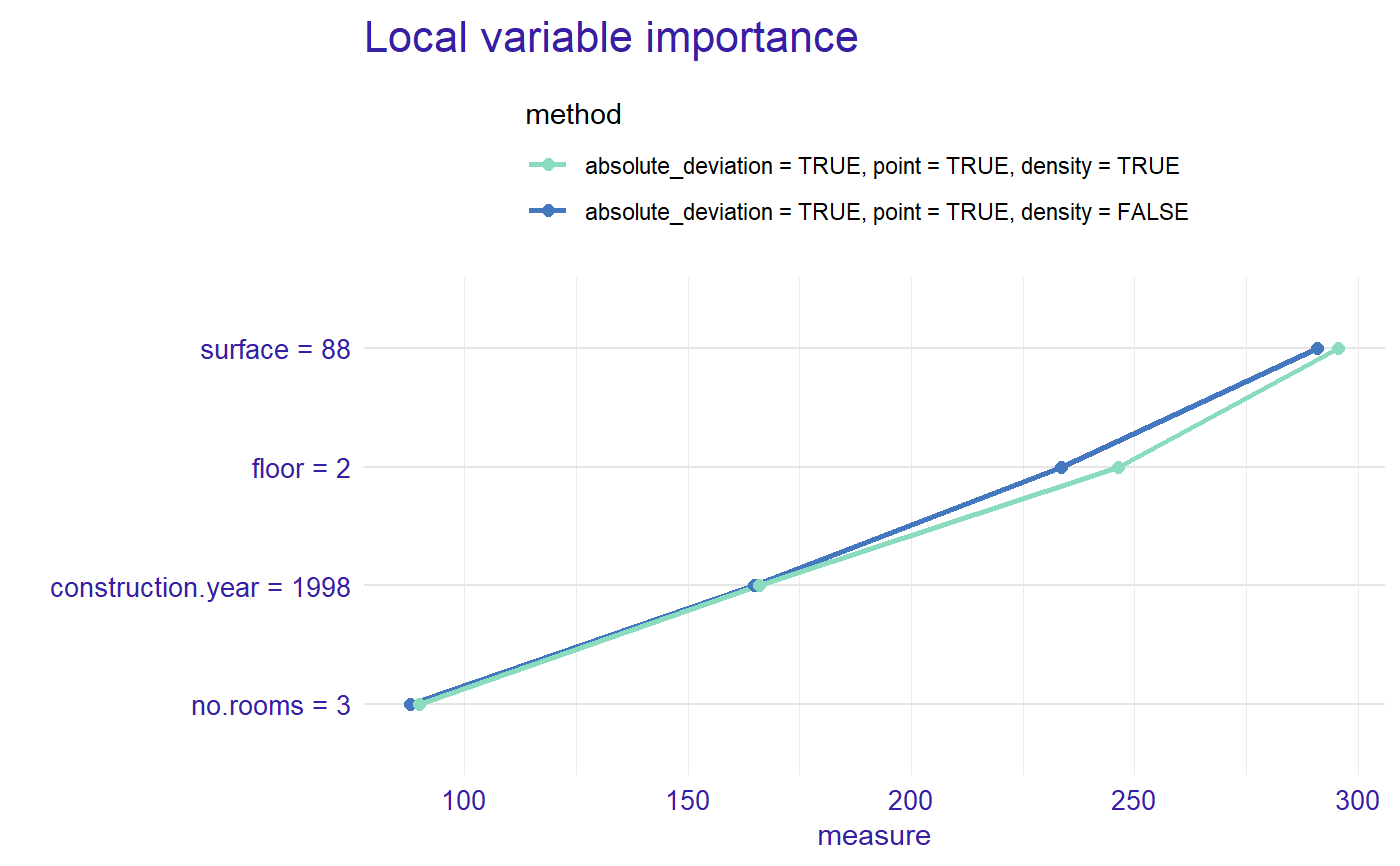 Local variable importance
method
absolute_deviation = TRUE, point = TRUE, density = TRUE
absolute_deviation = TRUE, point = TRUE, density = FALSE
surface = 88
floor = 2
construction.year = 1998
no.rooms = 3
100 150 200 250 300
measure